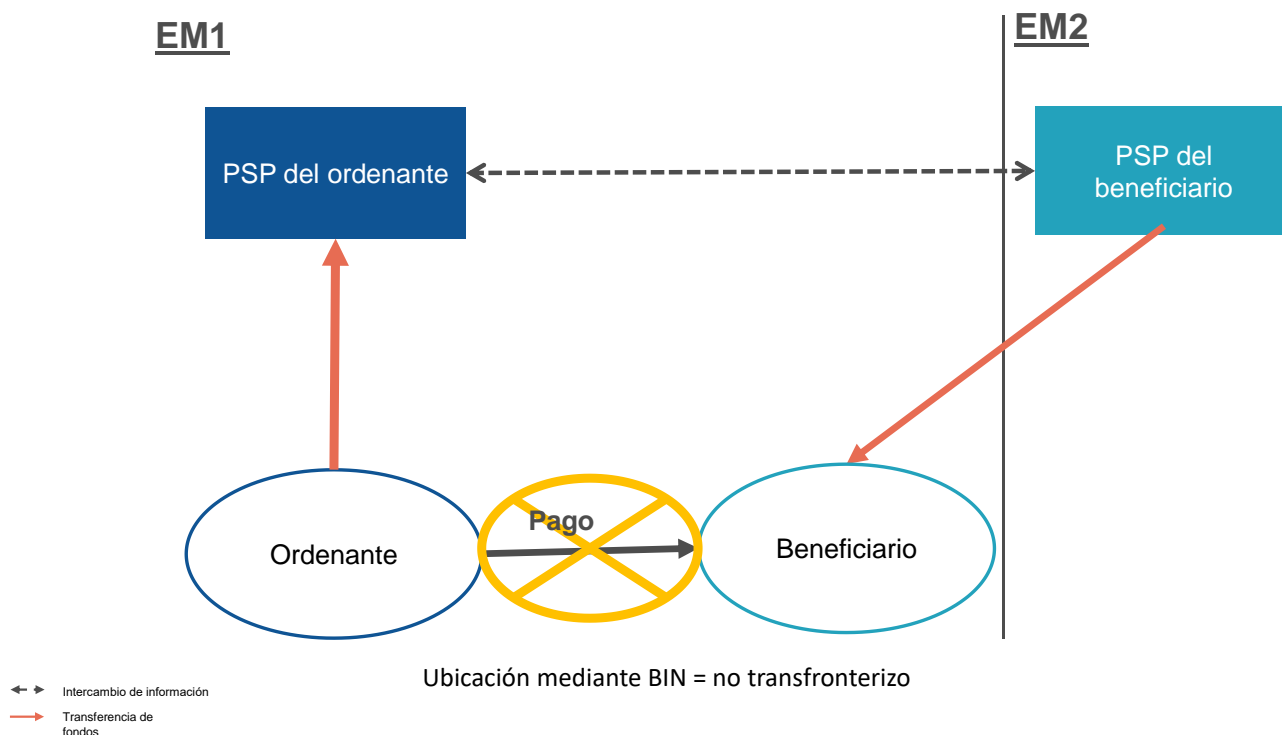 EM1
EM2
PSP del ordenante
PSP del
beneficiario
Pago
Ordenante
Beneficiario
Ubicación mediante BIN = no transfronterizo
Intercambio de información
Transferencia de
fondos